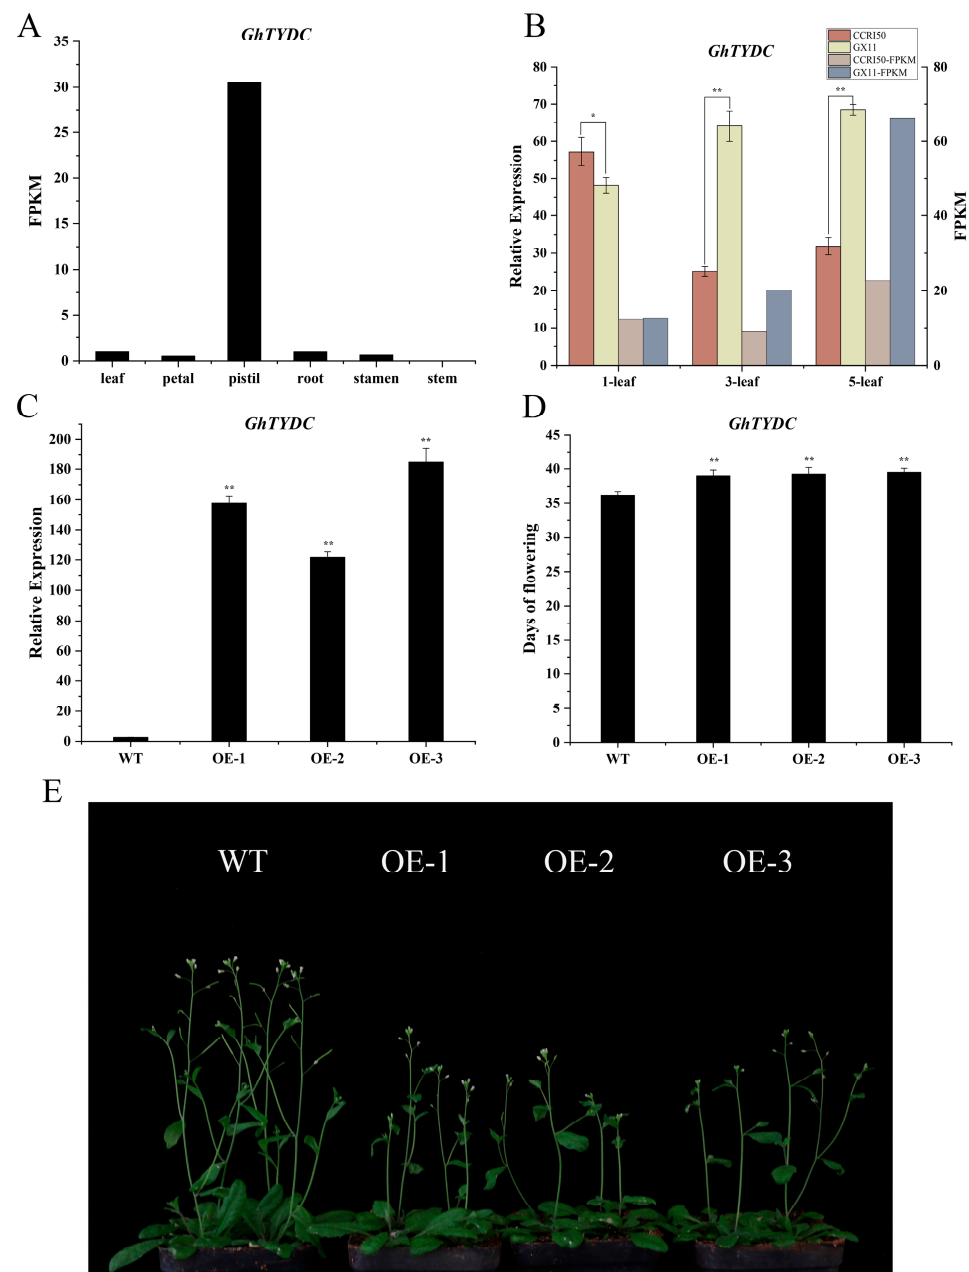 A
GhTYDC
FPKM
35
30
25
20
15
10
5
0
leaf petal pistil root stamen stem
B
GhTYDC
CCRI50
GX11
CCRI50-FPKM
GX11-FPKM
Relative Expression
80
70
60
50
40
30
20
10
0
* ** **
80
60
40
20
0
FPKM
1-leaf 3-leaf 5-leaf
C
GhTYDC
Relative Expression
200
180
160
140
120
100
80
60
40
20
0
** ** **
WT OE-1 OE-2 OE-3
D
GhTYDC
Days of flowering
45
40
35
30
25
20
15
10
5
0
** ** **
WT OE-1 OE-2 OE-3
E
WT OE-1 OE-2 OE-3